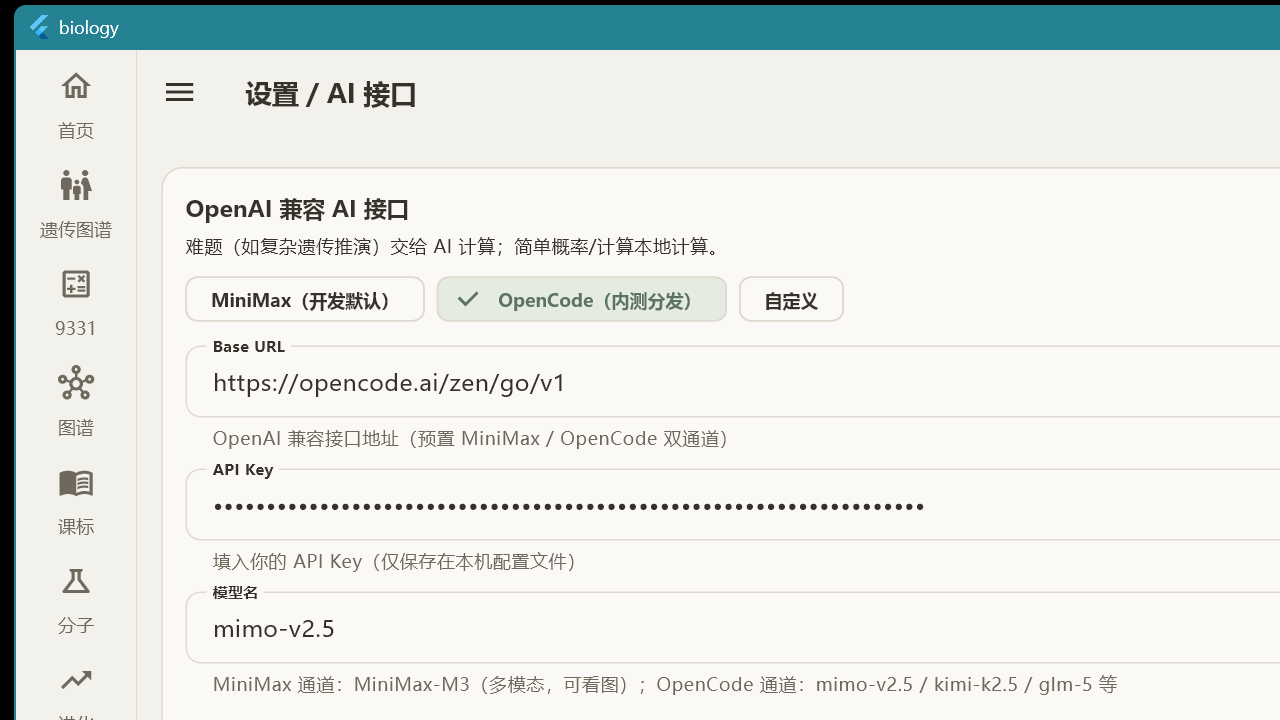 biology
首页
遗传图谱
9331
图谱
课标
分子
设置 / AI 接口
OpenAI 兼容 AI 接口
难题（如复杂遗传推演）交给 AI 计算；简单概率/计算本地计算。
MiniMax（开发默认） OpenCode（内测分发） 自定义
Base URL
https://opencode.ai/zen/go/v1
OpenAI 兼容接口地址（预置 MiniMax / OpenCode 双通道）
API Key
填入你的 API Key（仅保存在本机配置文件）
模型名
mimo-v2.5
MiniMax 通道：MiniMax-M3（多模态，可看图）；OpenCode 通道：mimo-v2.5 / kimi-k2.5 / glm-5 等